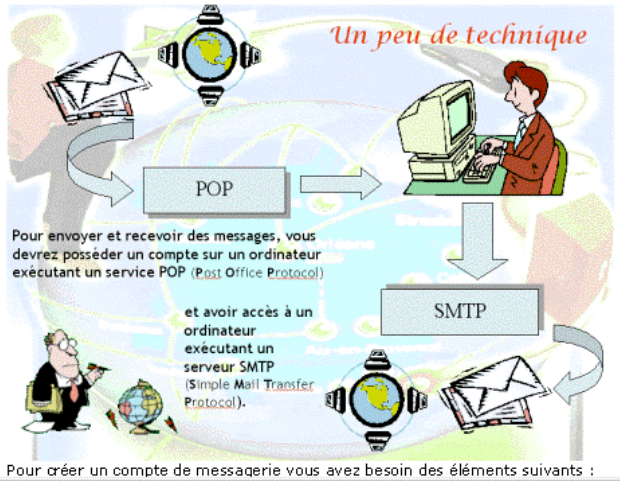 Un peu de technique
POP
Pour envoyer et recevoir des messages, vous
devrez posséder un compte sur un ordinateur
exécutant un service POP (Post Office Protocol)
SMTP
et avoir accès à un
ordinateur
exécutant un
serveur SMTP
(Simple Mail Transfer
Protocol).
Pour créer un compte de messagerie vous avez besoin des éléments suivants :